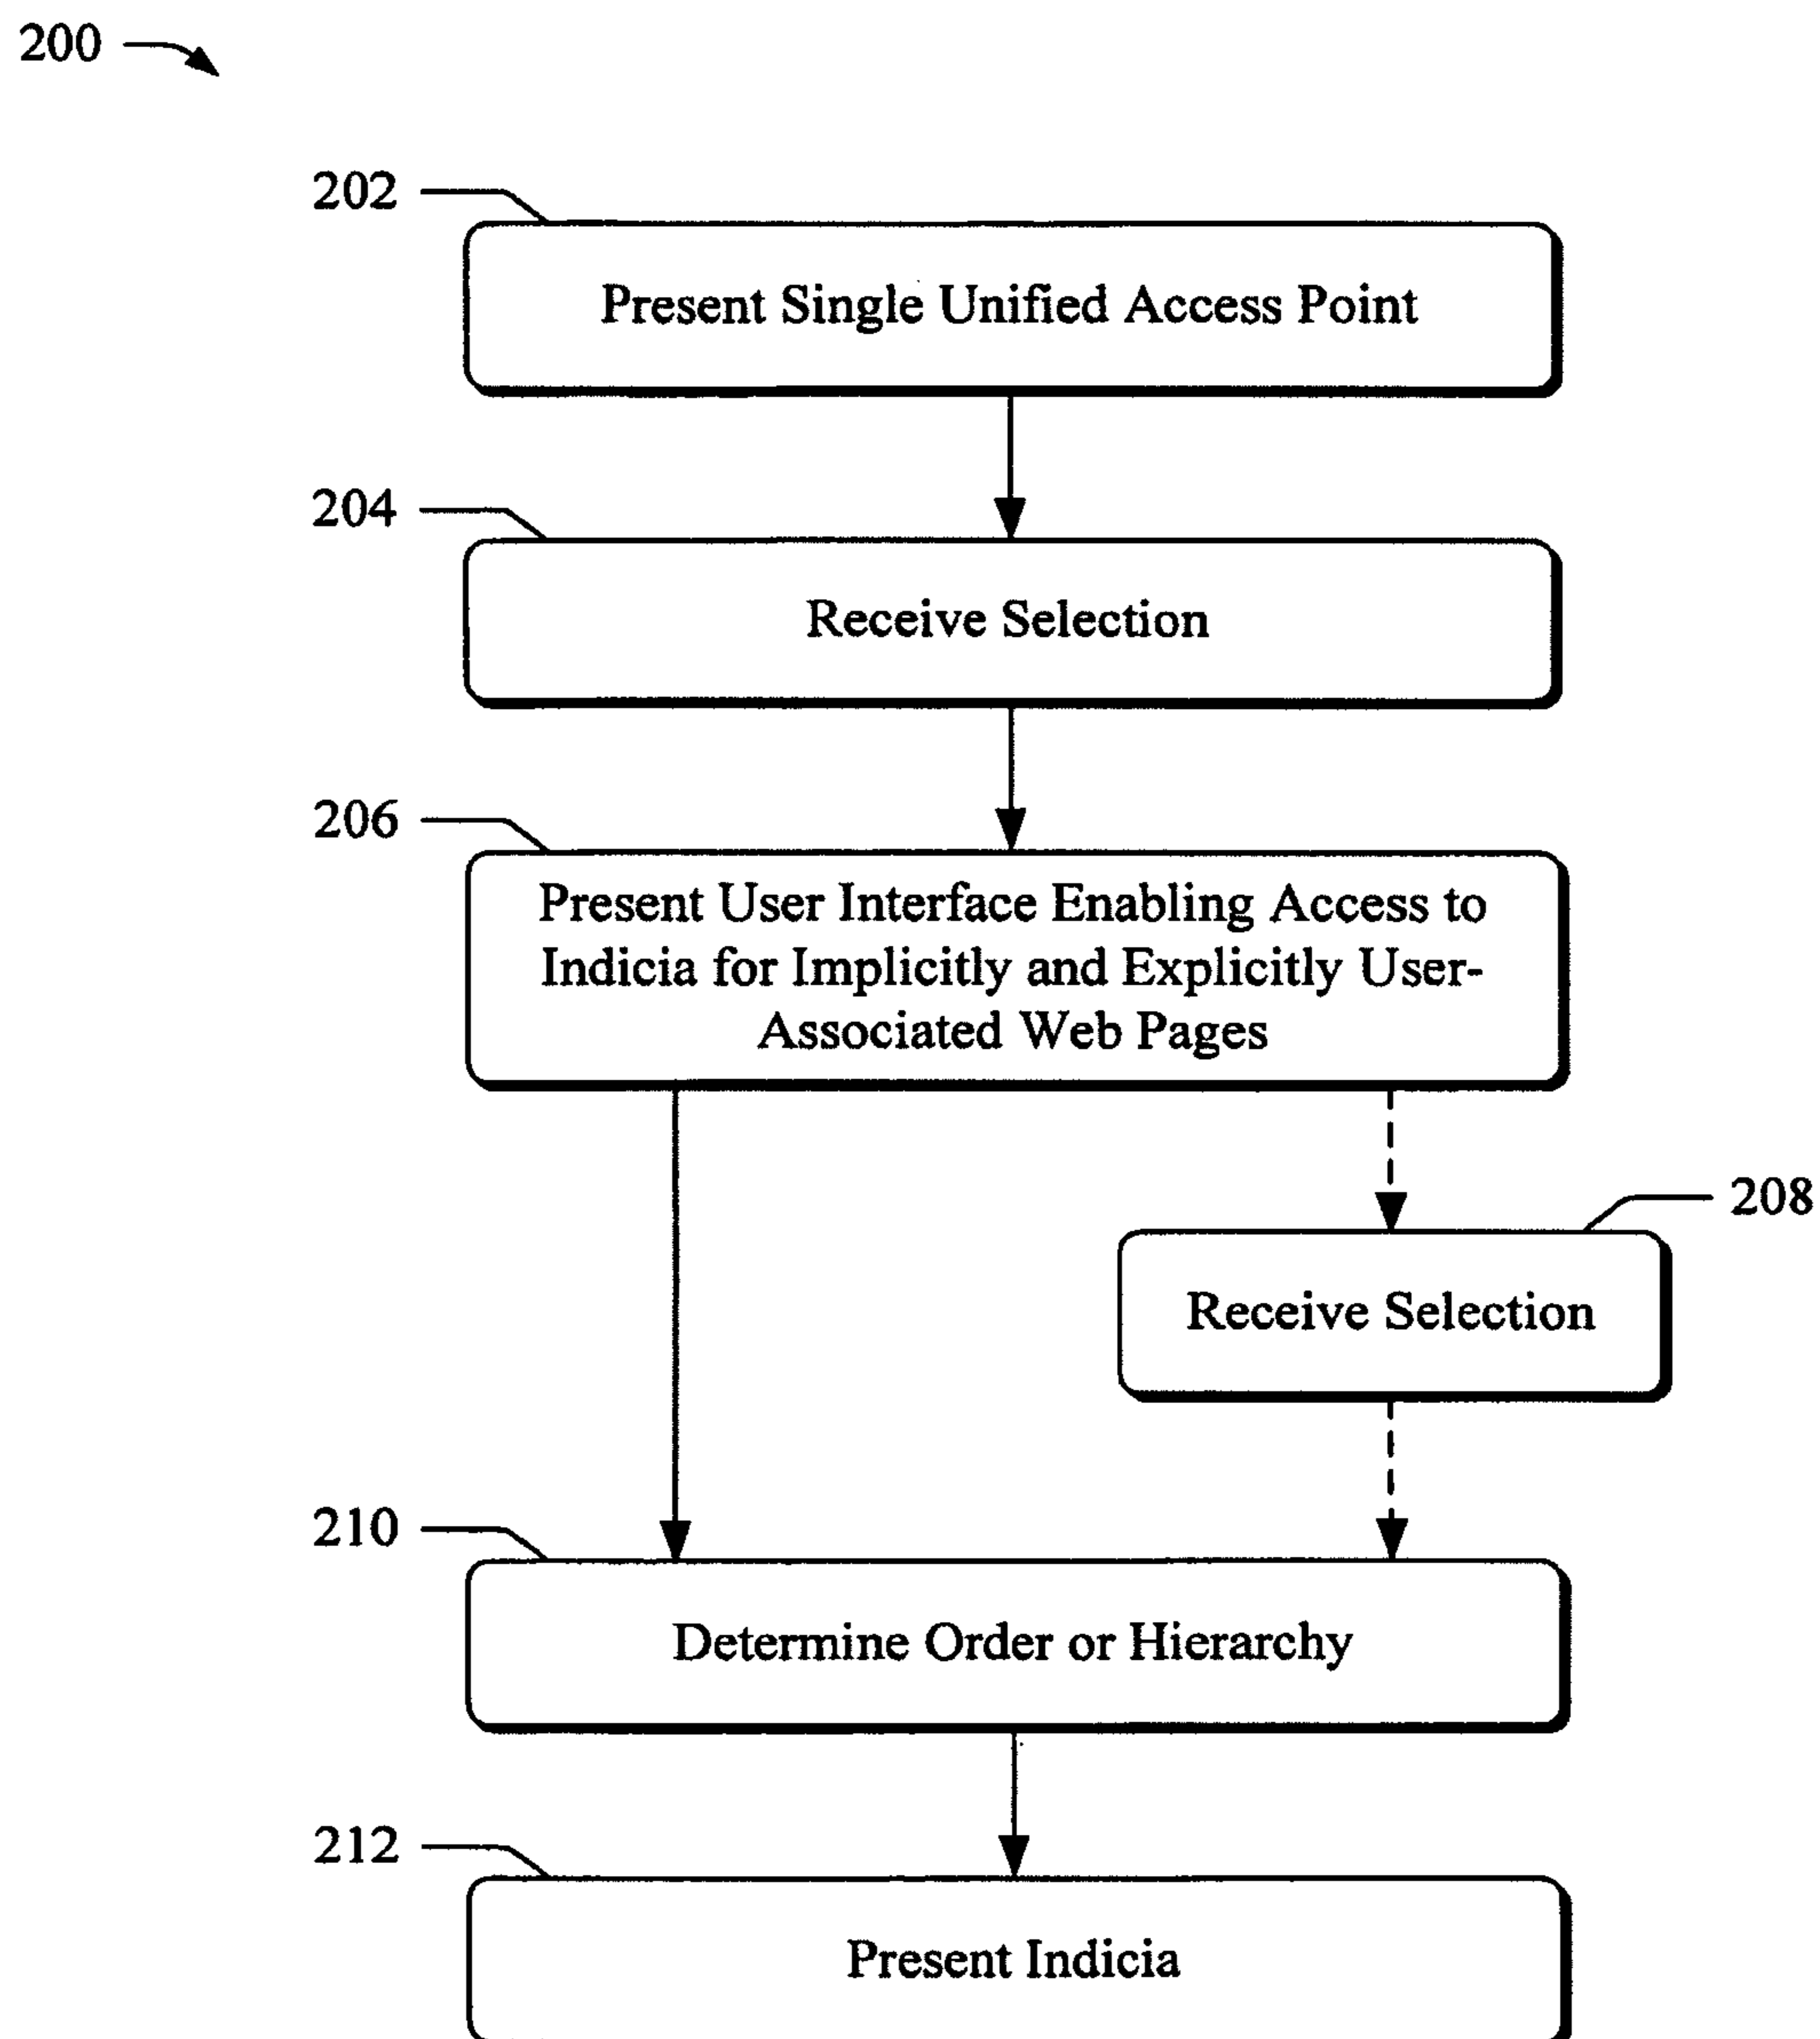 200
202
Present Single Unified Access Point
204
Receive Selection
206
Present User Interface Enabling Access to
Indicia for Implicitly and Explicitly User-
Associated Web Pages
208
Receive Selection
210
Determine Order or Hierarchy
212
Present Indicia